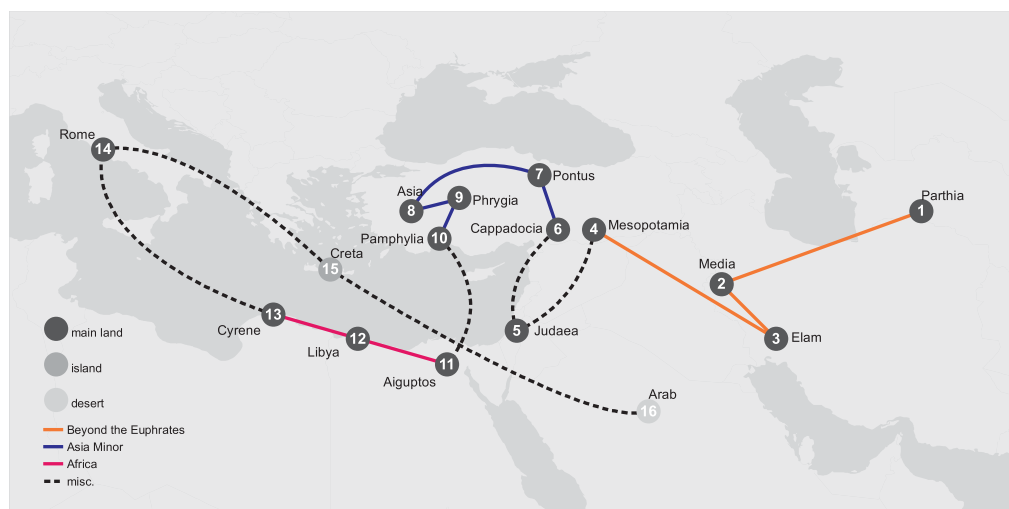 Rome
14
Asia
8
9
Phrygia
7
Pontus
Pamphylia
10
Cappadocia
6
4
Mesopotamia
Parthia
1
Media
2
3
Elam
Creta
15
13
Cyrene
12
Libya
11
Aiguptos
5
Judaea
Arab
16
main land
island
desert
Beyond the Euphrates
Asia Minor
Africa
misc.